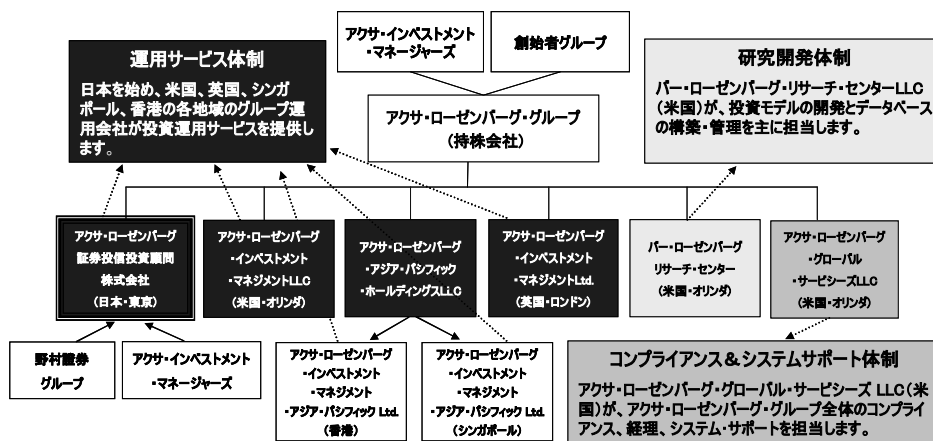 アクサ・インベストメント
・マネージャーズ
創始者グループ
運用サービス体制
日本を始め、米国、英国、シンガ
ポール、香港の各地域のグループ運
用会社が投資運用サービスを提供し
ます。
アクサ・ローゼンバーグ・グループ
(持株会社)
研究開発体制
バー・ローゼンバーグ・リサーチ・センターLLC
(米国)が、投資モデルの開発とデータベース
の構築・管理を主に担当します。
アクサ・ローゼンバーグ
証券投信投資顧問
株式会社
(日本・東京)
アクサ・ローゼンバーグ
・インベストメント
・マネジメントLLC
(米国・オリンダ)
アクサ・ローゼンバーグ
・アジア・パシフィック
・ホールディングスLLC
アクサ・ローゼンバーグ
・インベストメント
・マネジメントLtd.
(英国・ロンドン)
バー・ローゼンバーグ
リサーチ・センター
(米国・オリンダ)
アクサ・ローゼンバーグ
・グローバル
・サービシーズLLC
(米国・オリンダ)
野村證券
グループ
アクサ・インベストメント
・マネージャーズ
アクサ・ローゼンバーグ
・インベストメント
・マネジメント
・アジア・パシフィック Ltd.
(香港)
アクサ・ローゼンバーグ
・インベストメント
・マネジメント
・アジア・パシフィック Ltd.
(シンガポール)
コンプライアンス＆システムサポート体制
アクサ・ローゼンバーグ・グローバル・サービシーズ LLC(米
国)が、アクサ・ローゼンバーグ・グループ全体のコンプライ
アンス、経理、システム・サポートを担当します。